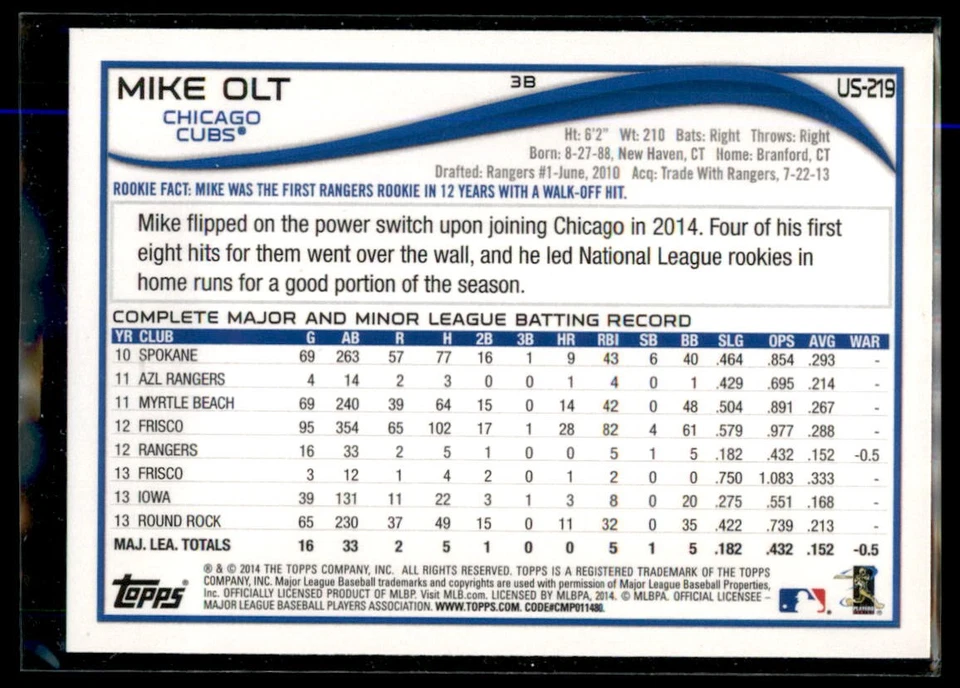 MIKE OLT 3B US-219
CHICAGO
CUBS®
Ht: 6'2" Wt: 210 Bats: Right Throws: Right
Born: 8-27-88, New Haven, CT Home: Branford, CT
Drafted: Rangers #1-June, 2010 Acq: Trade With Rangers, 7-22-13
ROOKIE FACT: MIKE WAS THE FIRST RANGERS ROOKIE IN 12 YEARS WITH A WALK-OFF HIT.
Mike flipped on the power switch upon joining Chicago in 2014. Four of his first
eight hits for them went over the wall, and he led National League rookies in
home runs for a good portion of the season.
COMPLETE MAJOR AND MINOR LEAGUE BATTING RECORD
YR CLUB G AB R H 2B 3B HR RBI SB BB SLG OPS AVG WAR
10 SPOKANE 69 263 57 77 16 1 9 43 6 40 .464 .854 .293 -
11 AZL RANGERS 4 14 2 3 0 0 1 4 0 1 .429 .695 .214 -
11 MYRTLE BEACH 69 240 39 64 15 0 14 42 0 48 .504 .891 .267 -
12 FRISCO 95 354 65 102 17 1 28 82 4 61 .579 .977 .288 -
12 RANGERS 16 33 2 5 1 0 0 5 1 5 .182 .432 .152 -0.5
13 FRISCO 3 12 1 4 2 0 1 2 0 0 .750 1.083 .333 -
13 IOWA 39 131 11 22 3 1 3 8 0 20 .275 .551 .168 -
13 ROUND ROCK 65 230 37 49 15 0 11 32 0 35 .422 .739 .213 -
MAJ. LEA. TOTALS 16 33 2 5 1 0 0 5 1 5 .182 .432 .152 -0.5
® & © 2014 THE TOPPS COMPANY, INC. ALL RIGHTS RESERVED. TOPPS IS A REGISTERED TRADEMARK OF THE TOPPS
COMPANY, INC. Major League Baseball trademarks and copyrights are used with permission of Major League Baseball Properties,
Inc. OFFICIALLY LICENSED PRODUCT OF MLBP. Visit MLB.com. LICENSED BY MLBPA, 2014. © MLBPA. OFFICIAL LICENSEE –
MAJOR LEAGUE BASEBALL PLAYERS ASSOCIATION. WWW.TOPPS.COM. CODE#CMP011480.
Topps®